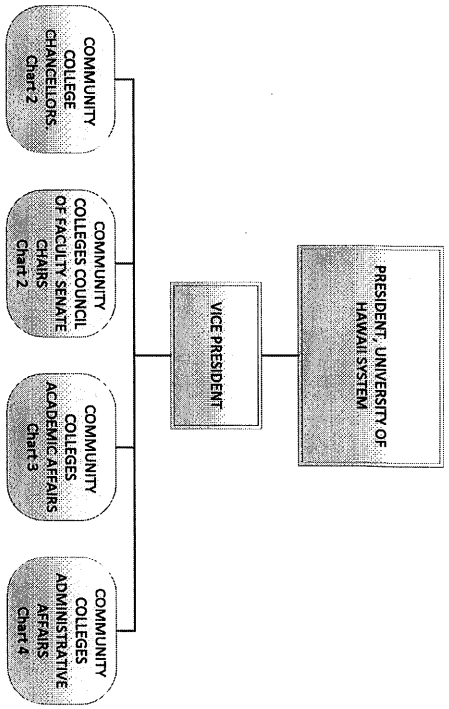 PRESIDENT, UNIVERSITY OF
HAWAII SYSTEM
VICE PRESIDENT
COMMUNITY
COLLEGE
CHANCELLORS,
Chart 2
COMMUNITY
COLLEGES COUNCIL
OF FACULTY SENATE
CHAIRS
Chart 2
COMMUNITY
COLLEGES
ACADEMIC AFFAIRS
Chart 3
COMMUNITY
COLLEGES
ADMINISTRATIVE
AFFAIRS
Chart 4